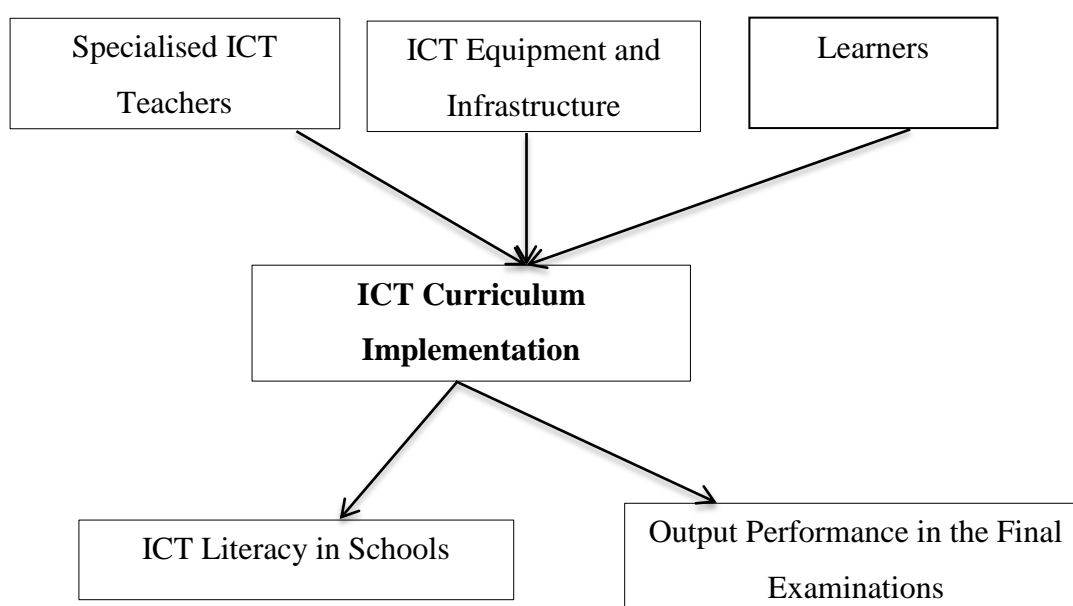 Specialised ICT
Teachers
ICT Equipment and
Infrastructure
Learners
ICT Curriculum
Implementation
ICT Literacy in Schools
Output Performance in the Final
Examinations